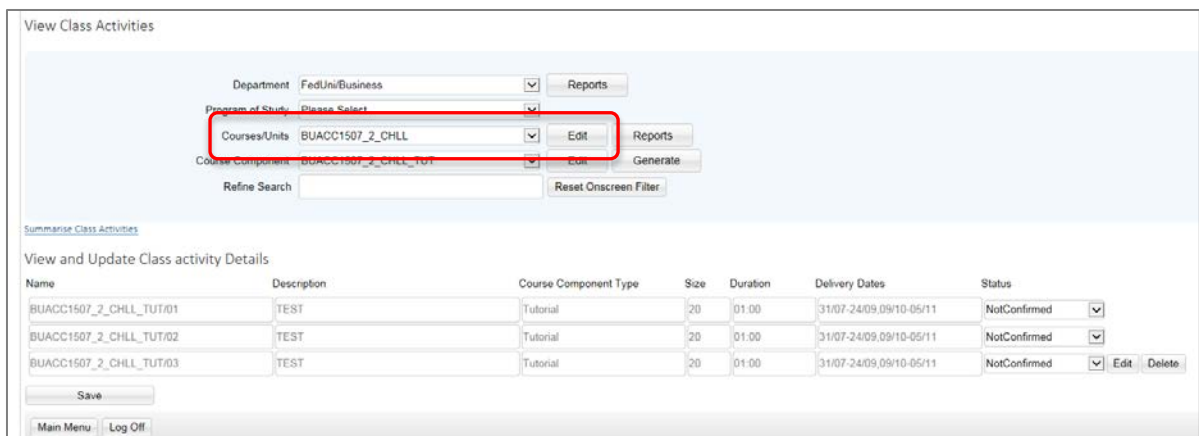 View Class Activities
Department FedUni/Business Reports
Program of Study Please Select
Courses/Units BUACC1507_2_CHLL Edit Reports
Course Component BUACC1507_2_CHLL_TUT Edit Generate
Refine Search Reset Onscreen Filter
Summarise Class Activities
View and Update Class activity Details
Name Description Course Component Type Size Duration Delivery Dates Status
BUACC1507_2_CHLL_TUT/01 TEST Tutorial 20 01:00 31/07-24/09,09/10-05/11 NotConfirmed
BUACC1507_2_CHLL_TUT/02 TEST Tutorial 20 01:00 31/07-24/09,09/10-05/11 NotConfirmed
BUACC1507_2_CHLL_TUT/03 TEST Tutorial 20 01:00 31/07-24/09,09/10-05/11 NotConfirmed Edit Delete
Save
Main Menu Log Off